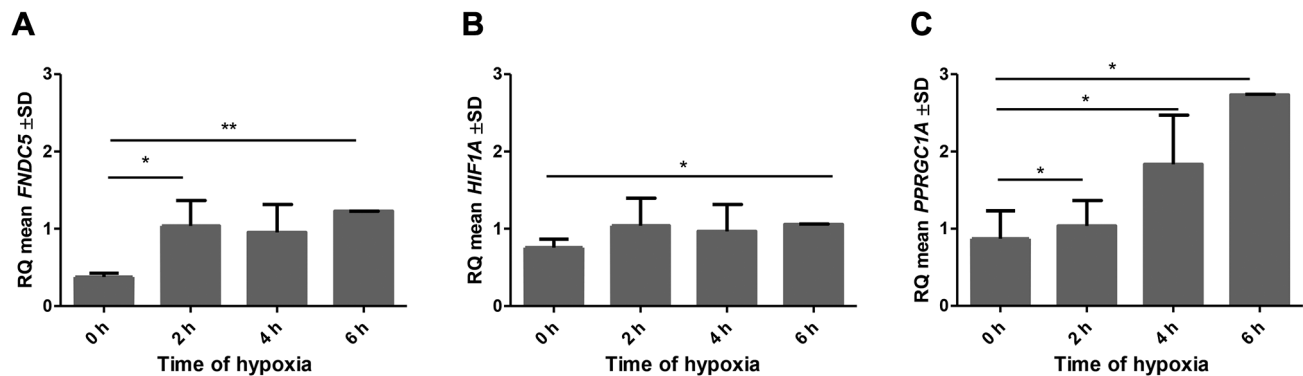 A
RQ mean FNDC5 ±SD
3
2
1
0
**
*
0 h
2 h
4 h
6 h
Time of hypoxia
B
RQ mean HIF1A ±SD
3
2
1
0
*
0 h
2 h
4 h
6 h
Time of hypoxia
C
RQ mean PPRGC1A ±SD
3
2
1
0
*
*
*
0 h
2 h
4 h
6 h
Time of hypoxia